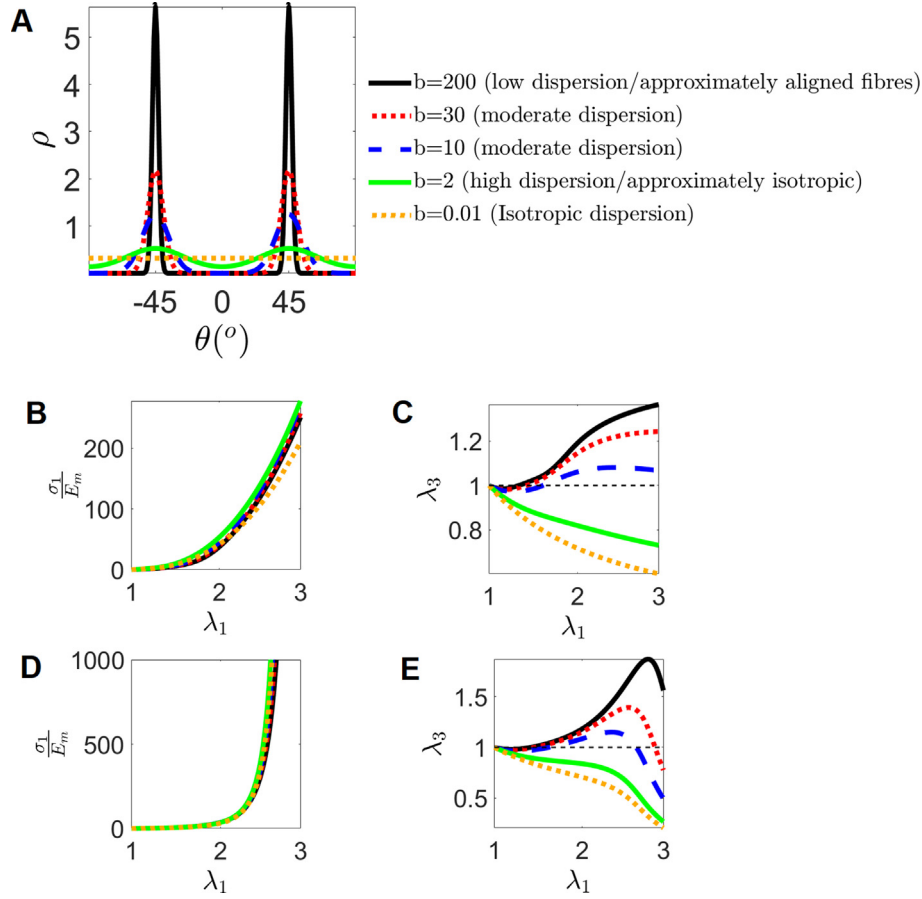 A
5
4
3
2
1
ρ
-45 0 45
θ(°)
b=200 (low dispersion/approximately aligned fibres)
b=30 (moderate dispersion)
b=10 (moderate dispersion)
b=2 (high dispersion/approximately isotropic)
b=0.01 (Isotropic dispersion)
B
200
100
0
σ₁/Eₘ
1 2 3
λ₁
C
1.2
1
0.8
λ₃
1 2 3
λ₁
D
1000
500
0
σ₁/Eₘ
1 2 3
λ₁
E
1.5
1
0.5
λ₃
1 2 3
λ₁